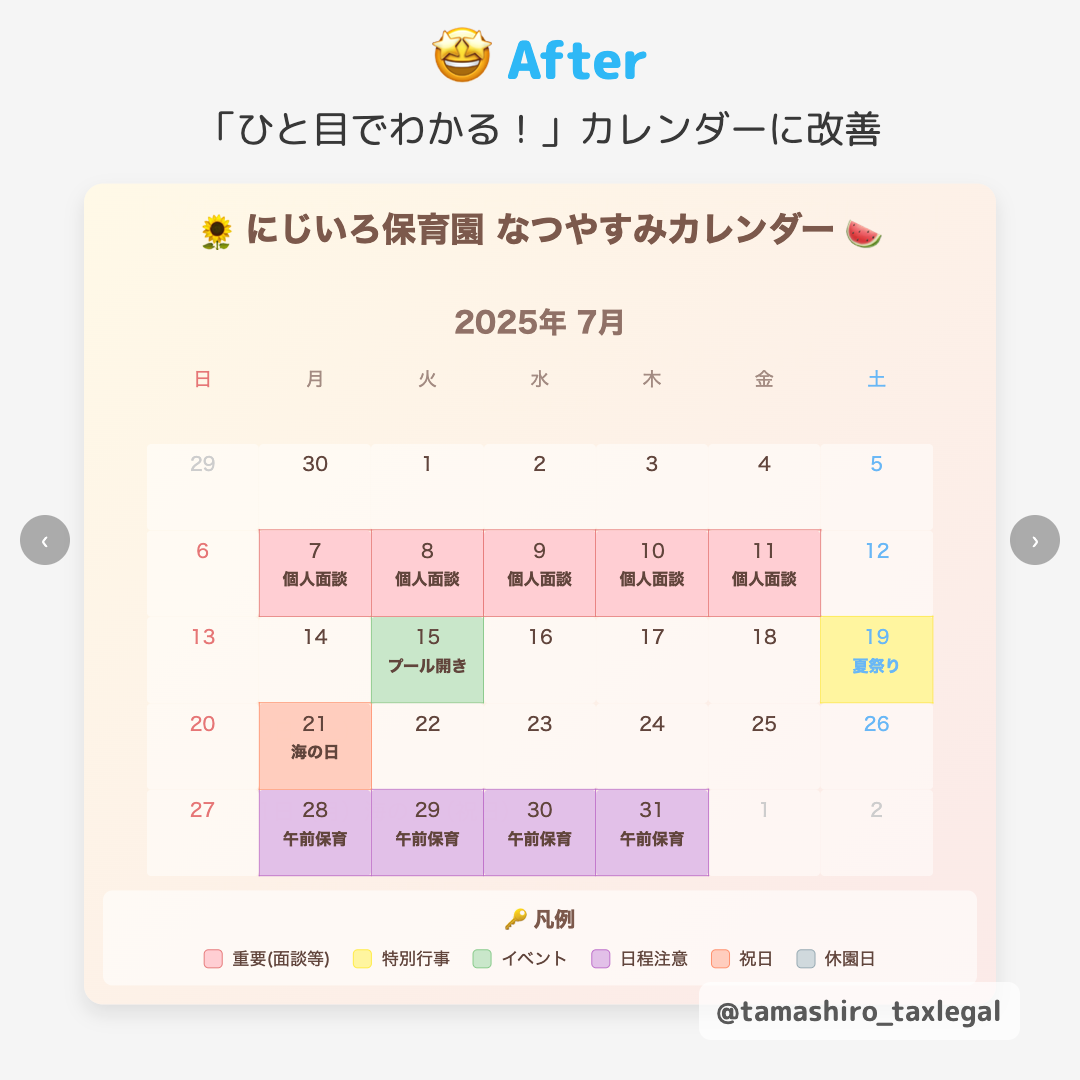 🤩 After
「ひと目でわかる！」カレンダーに改善
🌻 にじいろ保育園 なつやすみカレンダー 🍉
2025年 7月
日 月 火 水 木 金 土
29 30 1 2 3 4 5
6 7 8 9 10 11 12
個人面談 個人面談 個人面談 個人面談 個人面談
13 14 15 16 17 18 19
プール開き 夏祭り
20 21 22 23 24 25 26
海の日
27 28 29 30 31 1 2
午前保育 午前保育 午前保育 午前保育
‹ ›
🔑 凡例
重要(面談等) 特別行事 イベント 日程注意 祝日 休園日
@tamashiro_taxlegal